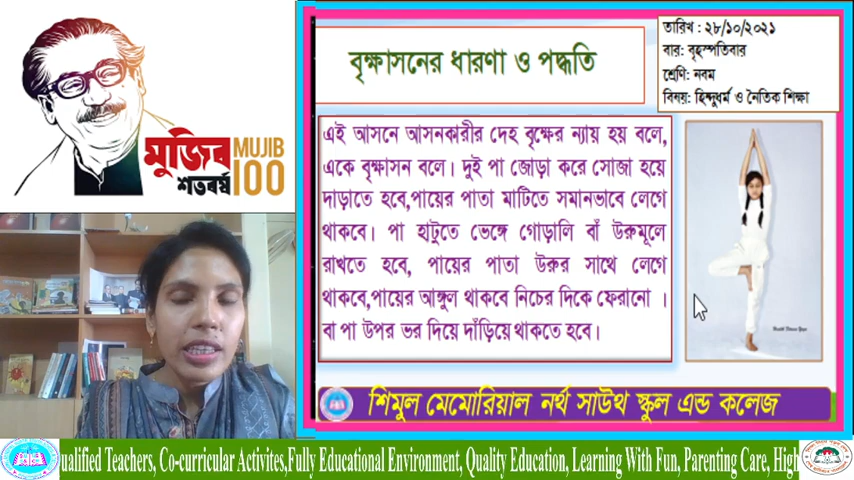 মুজিব
শতবর্ষ
MUJIB
100
বৃক্ষাসনের ধারণা ও পদ্ধতি
তারিখ : ২৮/১০/২০২১
বার: বৃহস্পতিবার
শ্রেণি: নবম
বিষয়: হিন্দুধর্ম ও নৈতিক শিক্ষা
এই আসনে আসনকারীর দেহ বৃক্ষের ন্যায় হয় বলে,
একে বৃক্ষাসন বলে। দুই পা জোড়া করে সোজা হয়ে
দাড়াতে হবে,পায়ের পাতা মাটিতে সমানভাবে লেগে
থাকবে। পা হাটুতে ভেঙ্গে গোড়ালি বাঁ উরুমূলে
রাখতে হবে, পায়ের পাতা উরুর সাথে লেগে
থাকবে,পায়ের আঙ্গুল থাকবে নিচের দিকে ফেরানো ।
বা পা উপর ভর দিয়ে দাঁড়িয়ে থাকতে হবে।
শিমুল মেমোরিয়াল নর্থ সাউথ স্কুল এন্ড কলেজ
ualified Teachers, Co-curricular Activites,Fully Educational Environment, Quality Education, Learning With Fun, Parenting Care, High